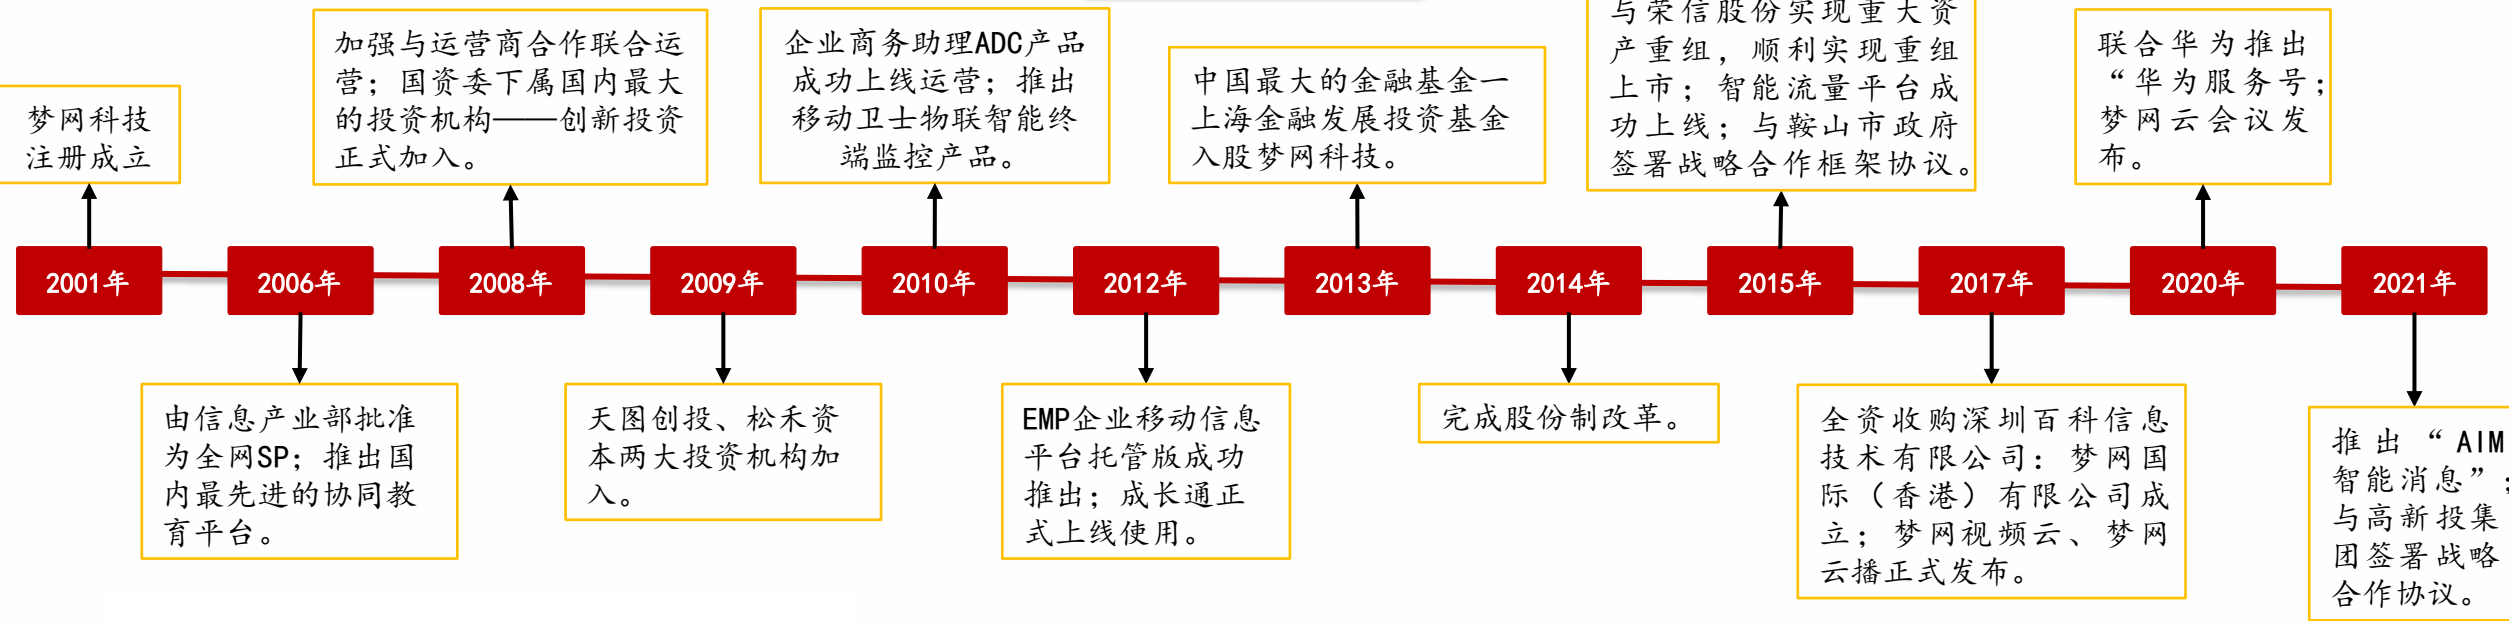 梦网科技
注册成立
加强与运营商合作联合运
营；国资委下属国内最大
的投资机构——创新投资
正式加入。
企业商务助理ADC产品
成功上线运营；推出
移动卫士物联智能终
端监控产品。
中国最大的金融基金一
上海金融发展投资基金
入股梦网科技。
与荣信股份实现重大资
产重组，顺利实现重组
上市；智能流量平台成
功上线；与鞍山市政府
签署战略合作框架协议。
联合华为推出
“华为服务号；
梦网云会议发
布。
2001年
2006年
2008年
2009年
2010年
2012年
2013年
2014年
2015年
2017年
2020年
2021年
由信息产业部批准
为全网SP；推出国
内最先进的协同教
育平台。
天图创投、松禾资
本两大投资机构加
入。
EMP企业移动信息
平台托管版成功
推出；成长通正
式上线使用。
完成股份制改革。
全资收购深圳百科信息
技术有限公司：梦网国
际（香港）有限公司成
立；梦网视频云、梦网
云播正式发布。
推出“AIM
智能消息”；
与高新投集
团签署战略
合作协议。